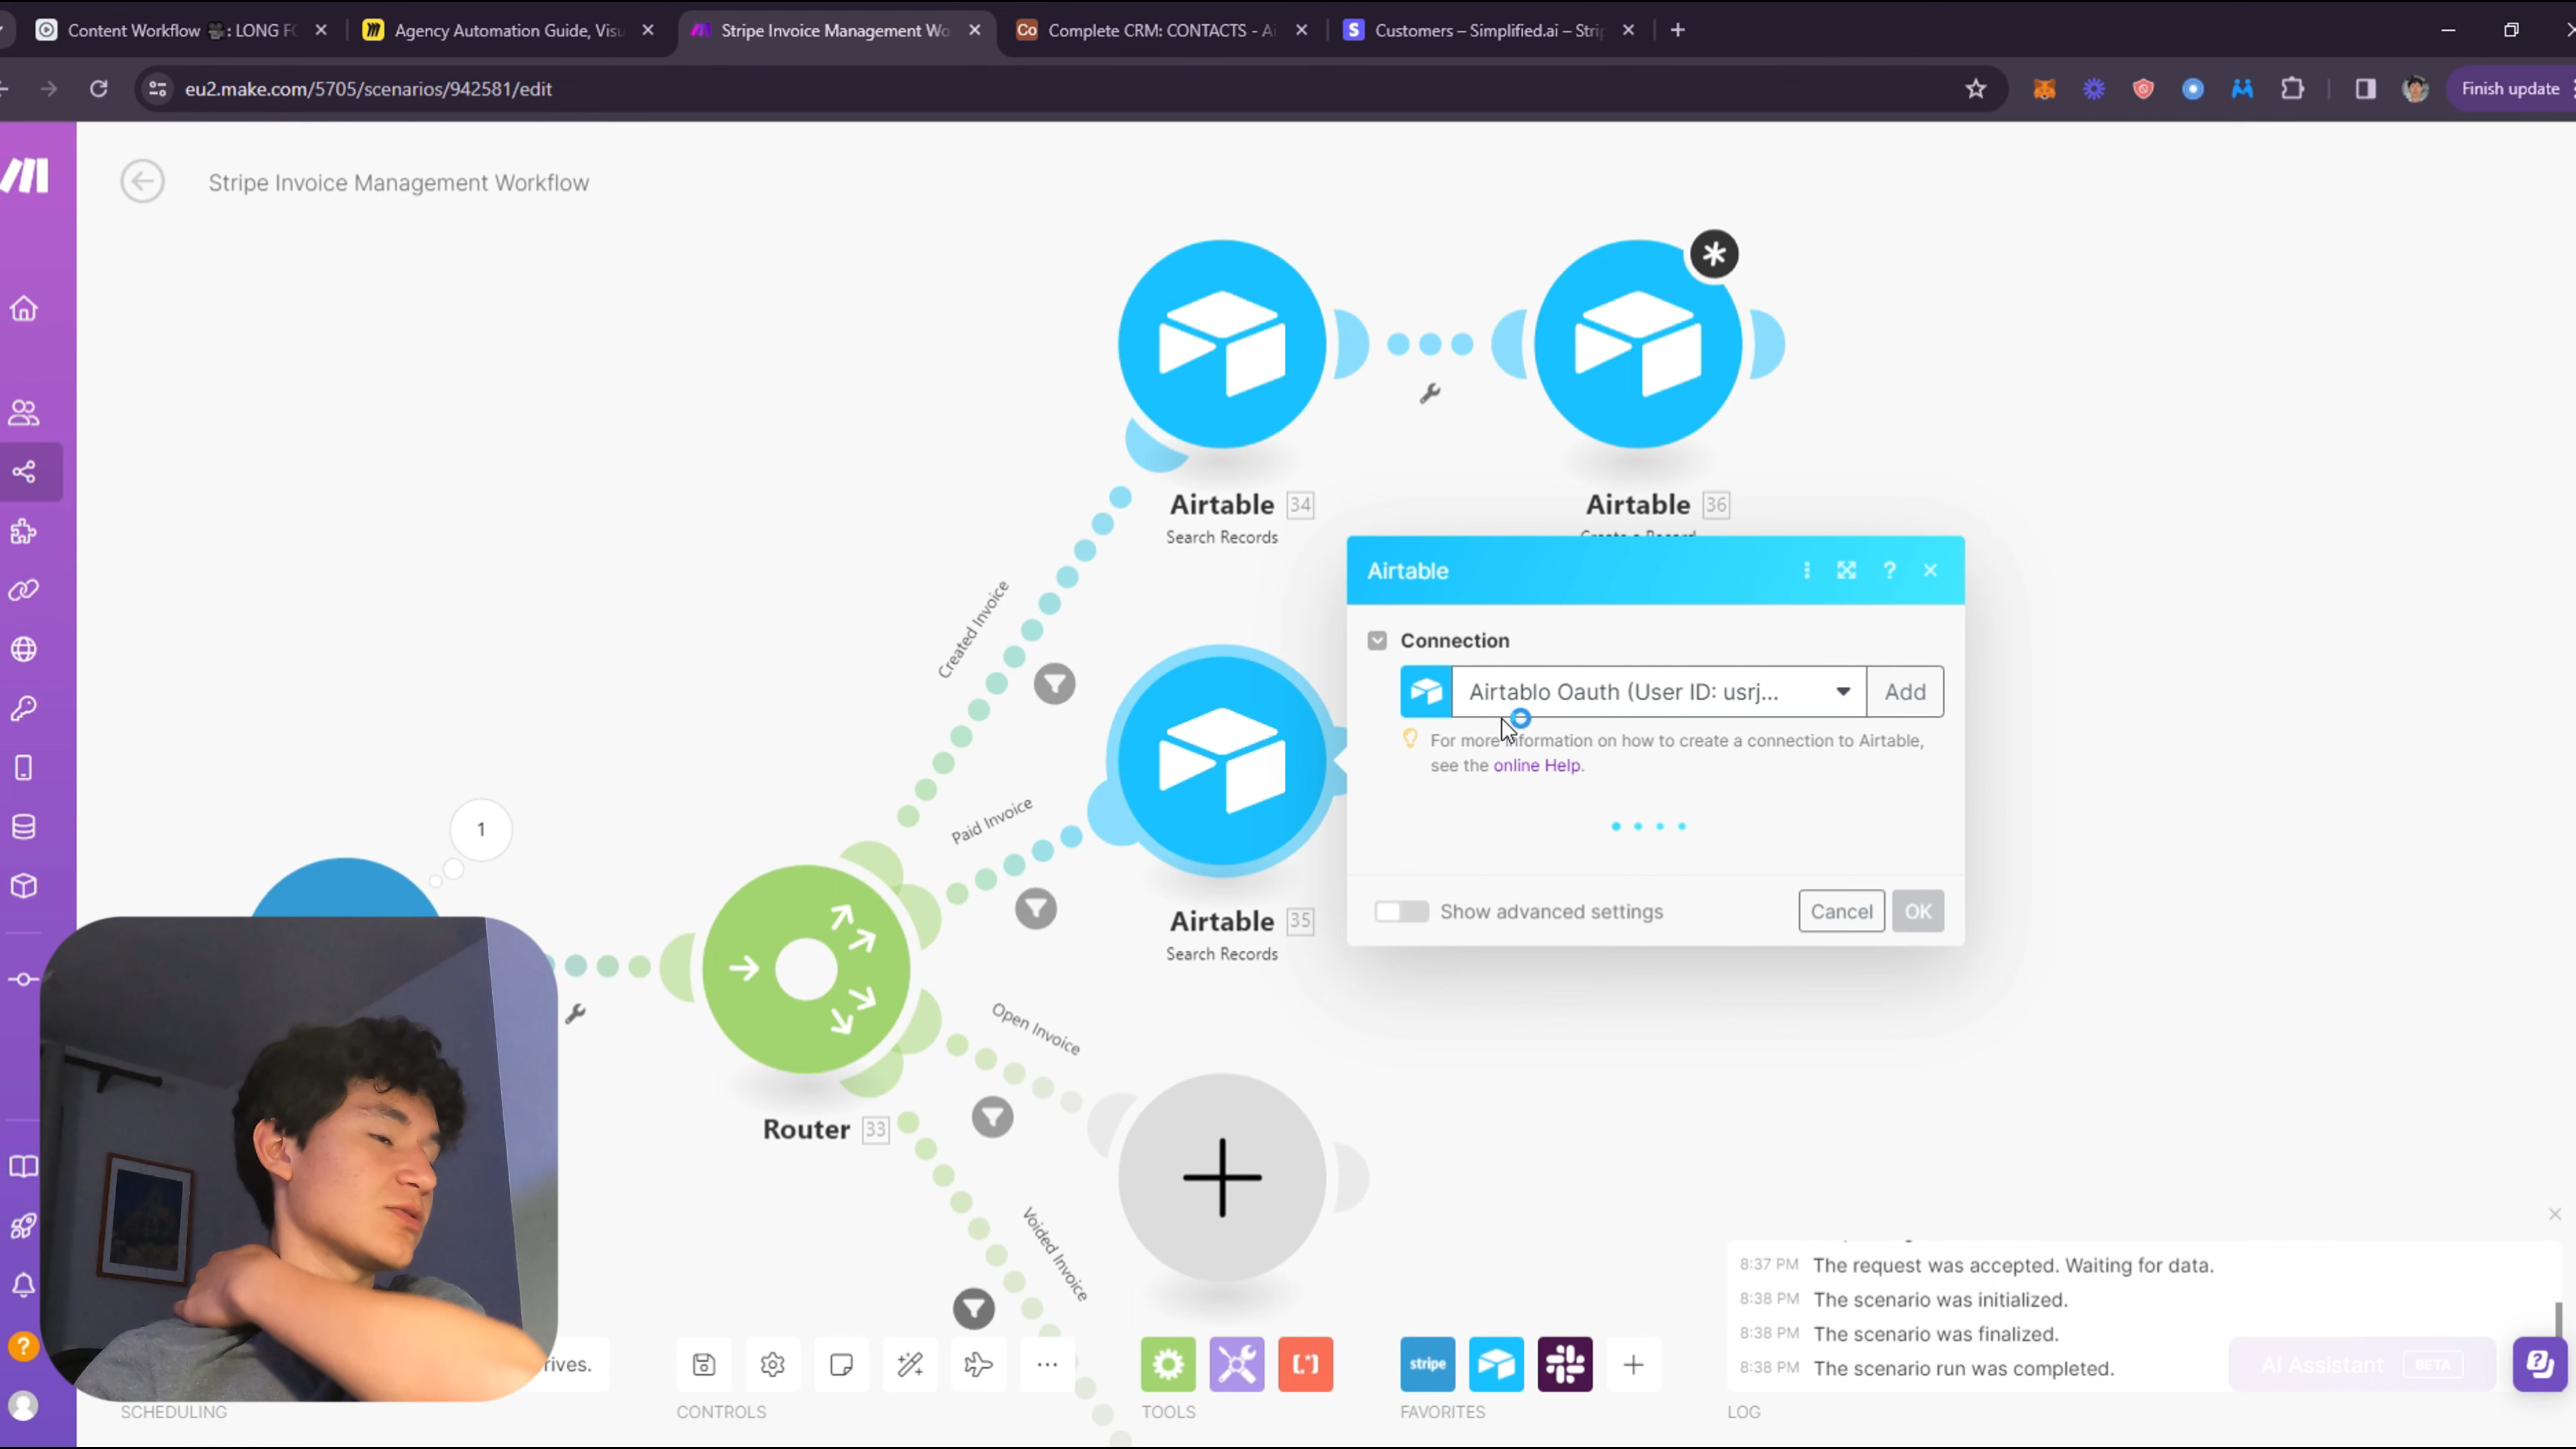 Content Workflow 🎥: LONG FO
Agency Automation Guide, Visu
Stripe Invoice Management Wo
Co
Complete CRM: CONTACTS - Ai
S
Customers – Simplified.ai – Strip
eu2.make.com/5705/scenarios/942581/edit
Finish update
Stripe Invoice Management Workflow
Airtable 34
Search Records
Airtable 36
Create a Record
Created Invoice
Airtable
Connection
Airtablo Oauth (User ID: usrj...
Add
For more information on how to create a connection to Airtable,
see the online Help.
Show advanced settings
Cancel
OK
1
Paid Invoice
Airtable 35
Search Records
Open Invoice
Router 33
Voided Invoice
8:37 PM The request was accepted. Waiting for data.
8:38 PM The scenario was initialized.
8:38 PM The scenario was finalized.
8:38 PM The scenario run was completed.
AI Assistant BETA
rives.
stripe
SCHEDULING
CONTROLS
TOOLS
FAVORITES
LOG